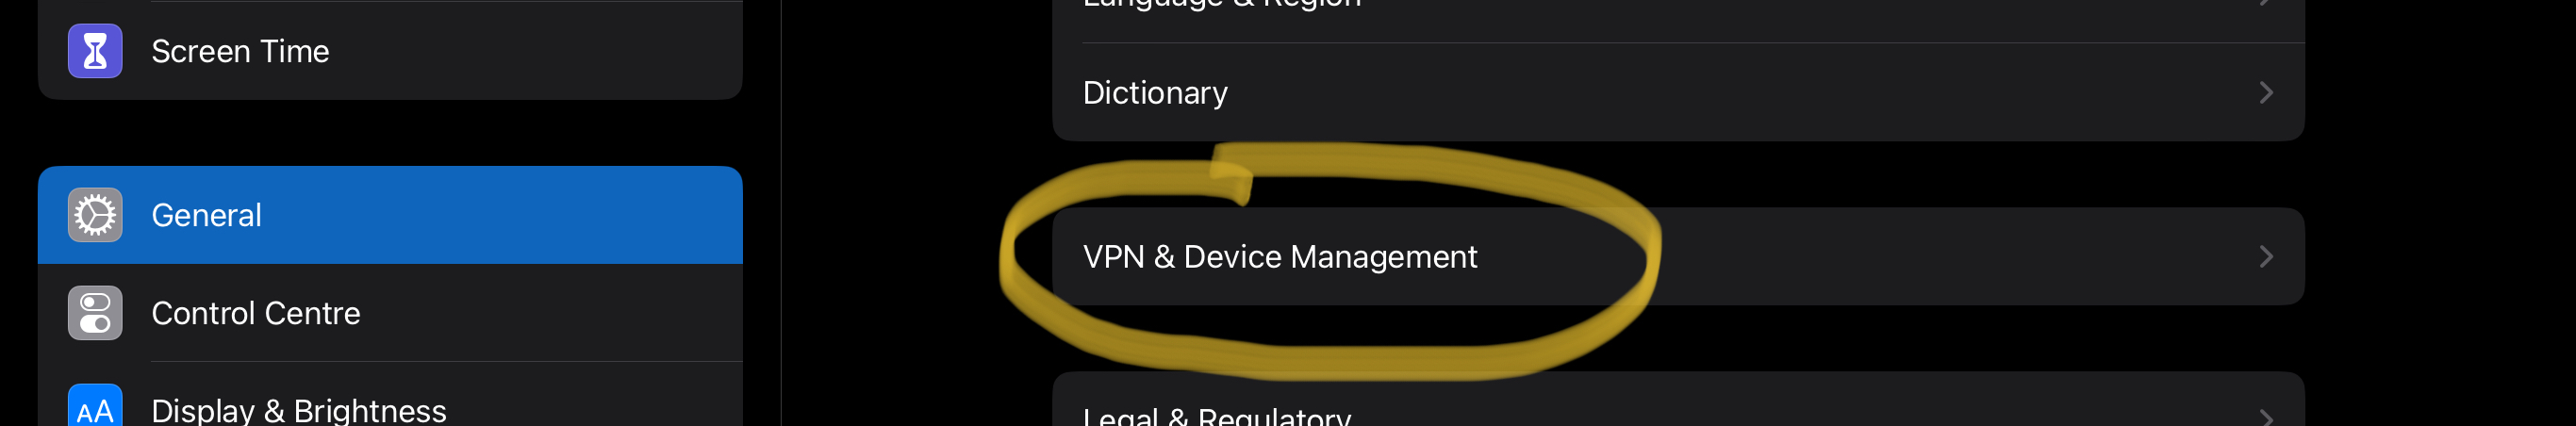 Screen Time
General
Control Centre
AA Display & Brightness
Language & Region
Dictionary
VPN & Device Management
Legal & Regulatory